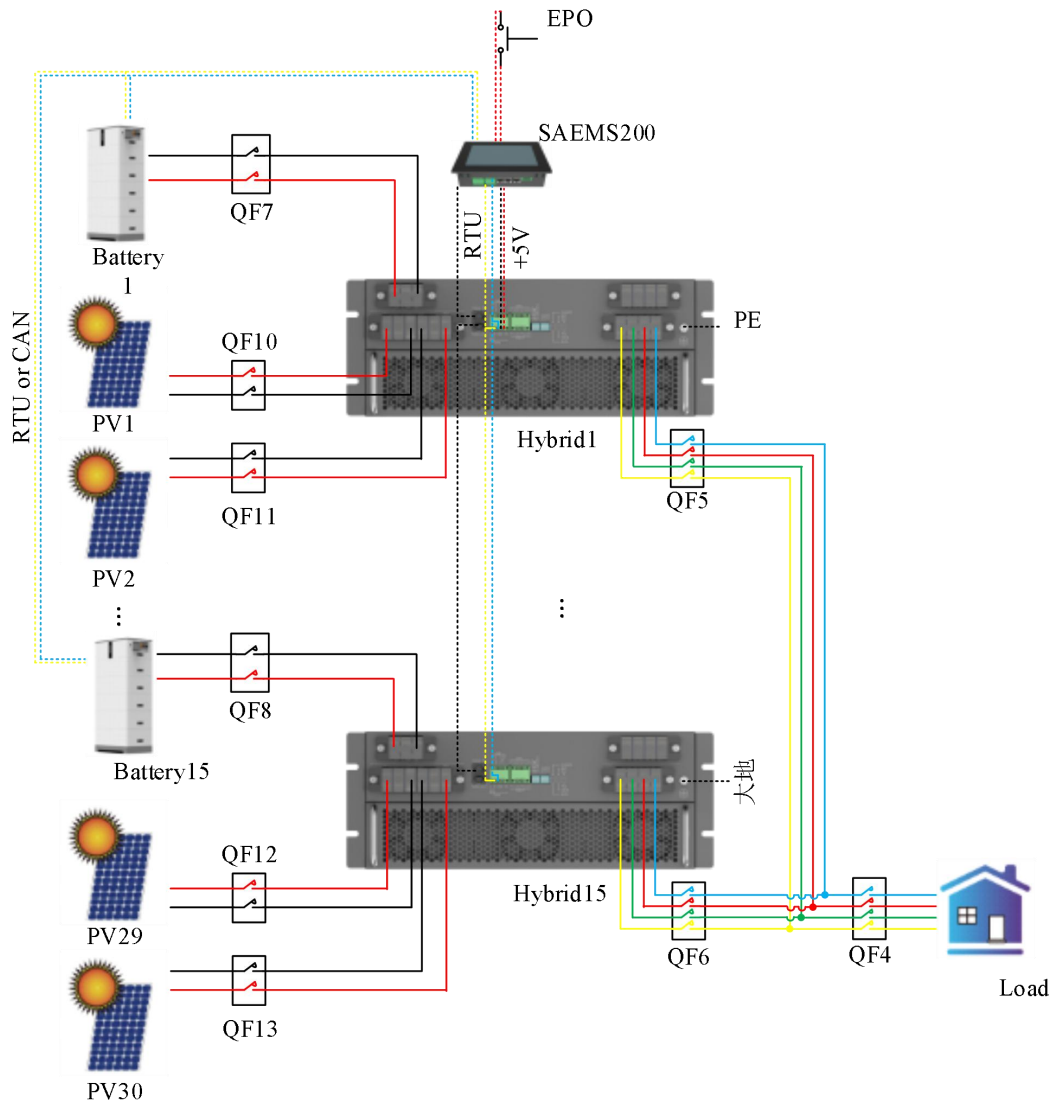 EPO
SAEMS200
QF7
RTU
+5V
Battery
1
RTU or CAN
PE
QF10
PV1
Hybrid1
QF11
QF5
PV2
...
...
QF8
Battery15
大地
QF12
Hybrid15
PV29
QF6
QF4
Load
QF13
PV30